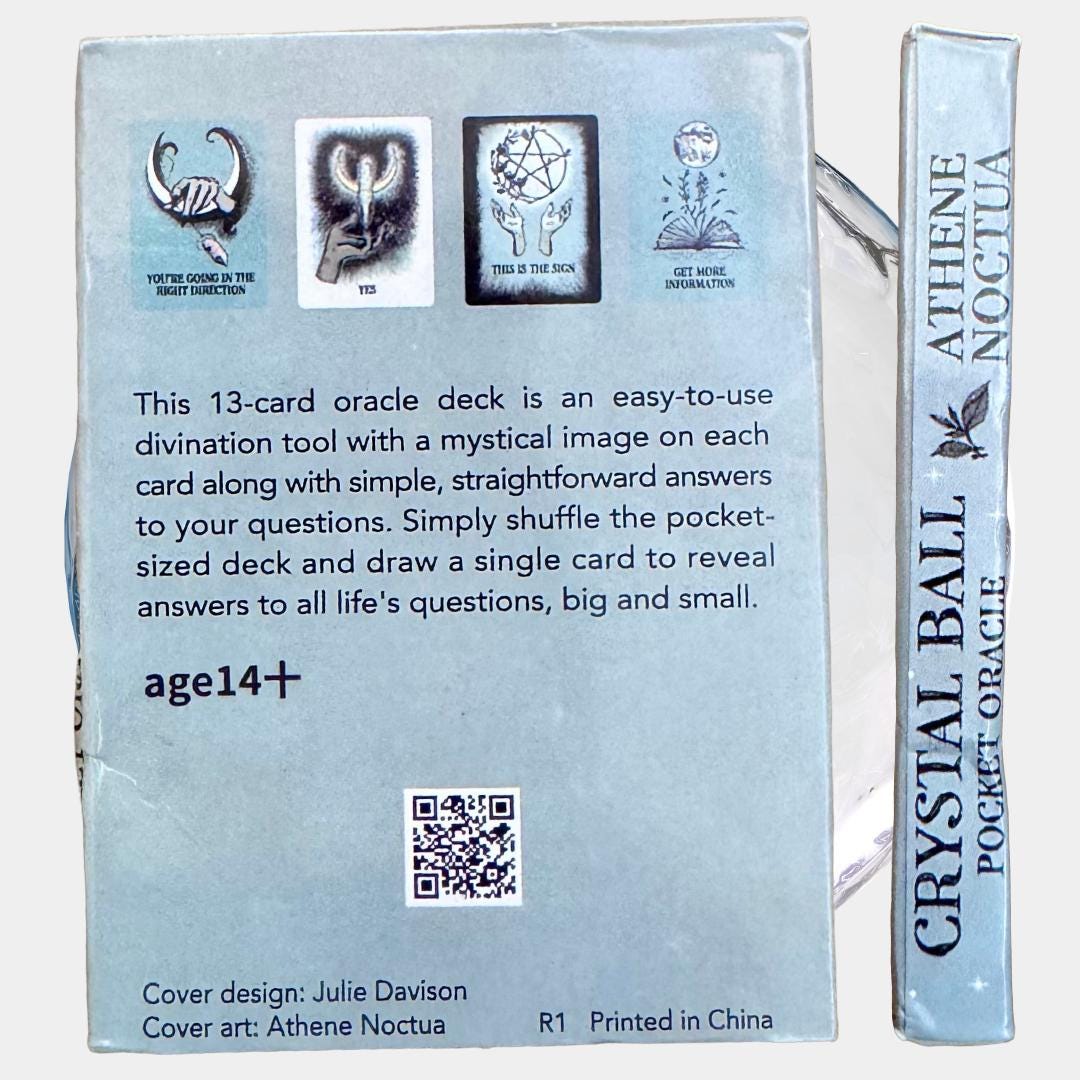 YOU'RE GOING IN THE
RIGHT DIRECTION
YES
THIS IS THE SIGN
GET MORE
INFORMATION
This 13-card oracle deck is an easy-to-use
divination tool with a mystical image on each
card along with simple, straightforward answers
to your questions. Simply shuffle the pocket-
sized deck and draw a single card to reveal
answers to all life's questions, big and small.
age14+
Cover design: Julie Davison
Cover art: Athene Noctua
R1 Printed in China
CRYSTAL BALL
POCKET ORACLE
ATHENE
NOCTUA